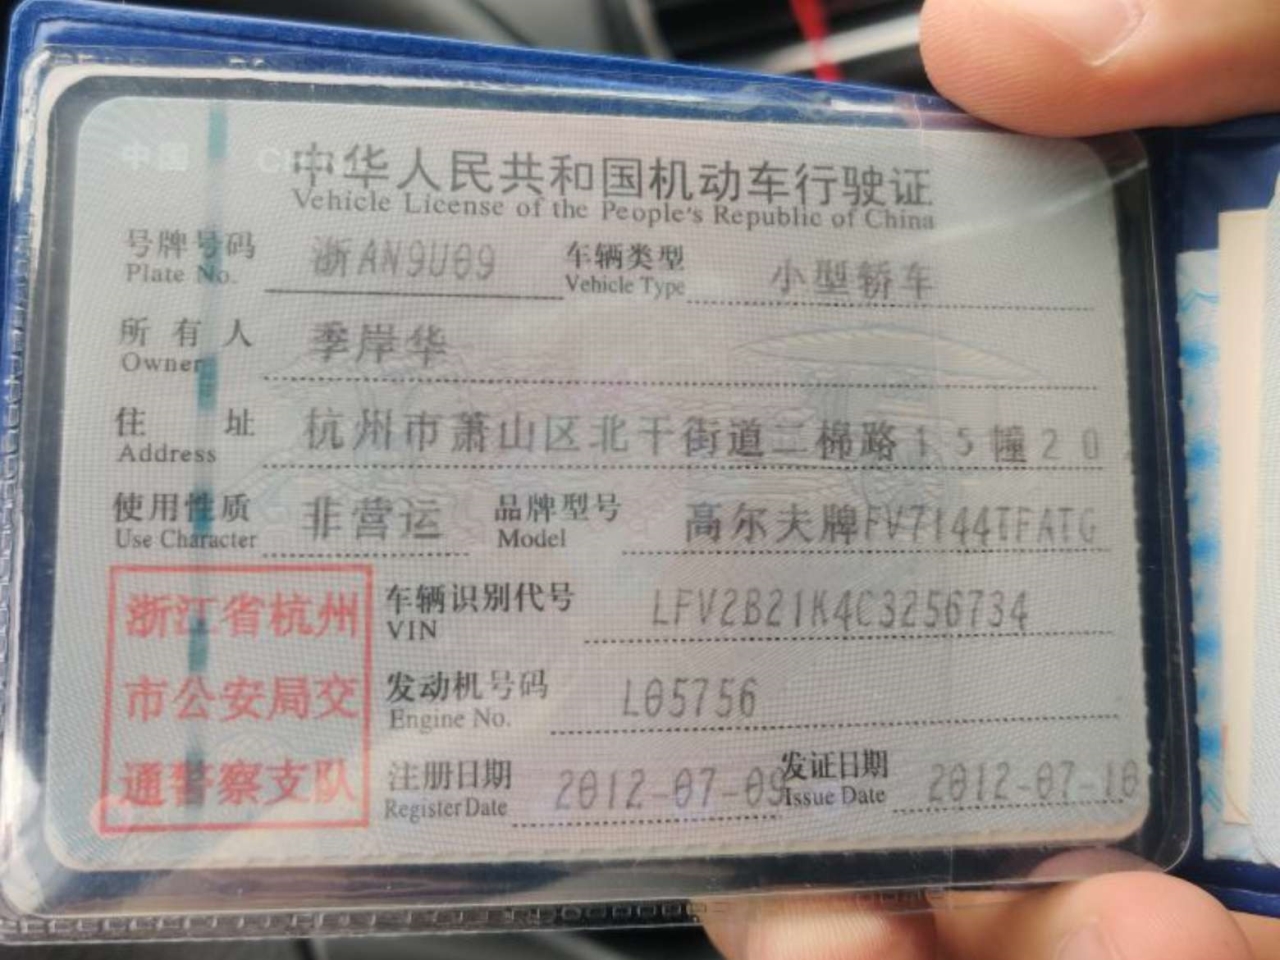 中国
中华人民共和国机动车行驶证
Vehicle License of the People's Republic of China
号牌号码 浙AN9U09 车辆类型 小型轿车
Plate No. Vehicle Type
所有人 季岸华
Owner
住址 杭州市萧山区北干街道二梯路15幢20
Address
使用性质 非营运 品牌型号 高尔夫牌FV7144TFATG
Use Character Model
浙江省杭州
市公安局交
通警察支队
车辆识别代号 LFV2B21K4C3256734
VIN
发动机号码 L05756
Engine No.
注册日期 2012-07-09 发证日期 2012-07-10
Register Date Issue Date